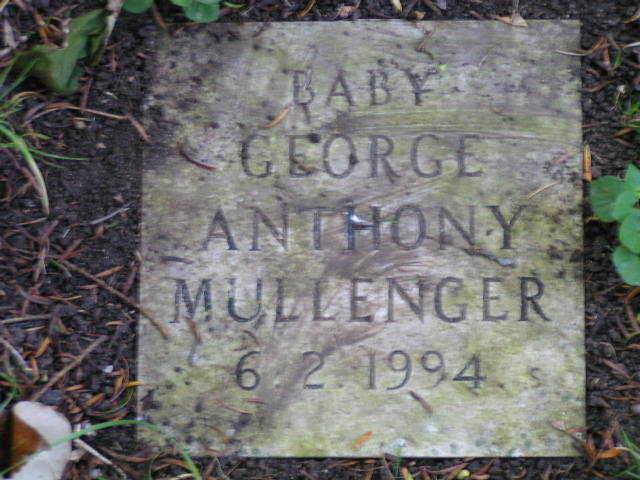 BABY
GEORGE
ANTHONY
MULLENGER
6. 2. 1994